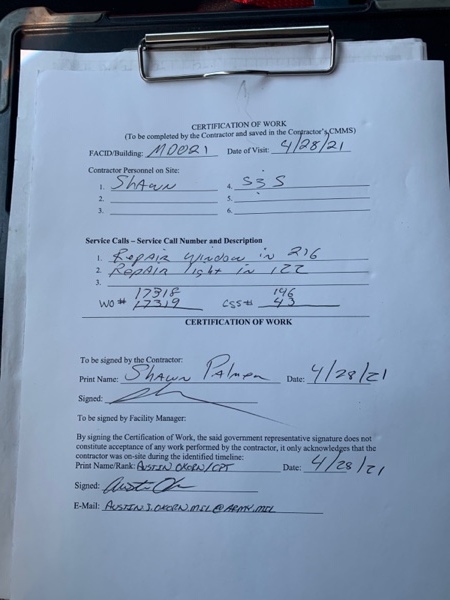 CERTIFICATION OF WORK
(To be completed by the Contractor and saved in the Contractor's CMMS)
FACID/Building: MD021 Date of Visit: 4/28/21
Contractor Personnel on Site:
1. SHAWN 4. S3S
2. 5.
3. 6.
Service Calls – Service Call Number and Description
1. REPAIR WINDOW in 216
2. REPAIR light in 122
3.
17318 146
WO# 17319 CSS# 43
CERTIFICATION OF WORK
To be signed by the Contractor:
Print Name: SHAWN PALMER Date: 4/28/21
Signed:
To be signed by Facility Manager:
By signing the Certification of Work, the said government representative signature does not
constitute acceptance of any work performed by the contractor, it only acknowledges that the
contractor was on-site during the identified timeline:
Print Name/Rank: AUSTIN OKORN/CPT Date: 4/28/21
Signed: Austin
E-Mail: AUSTIN.J.OKORN.MIL@ARMY.MIL